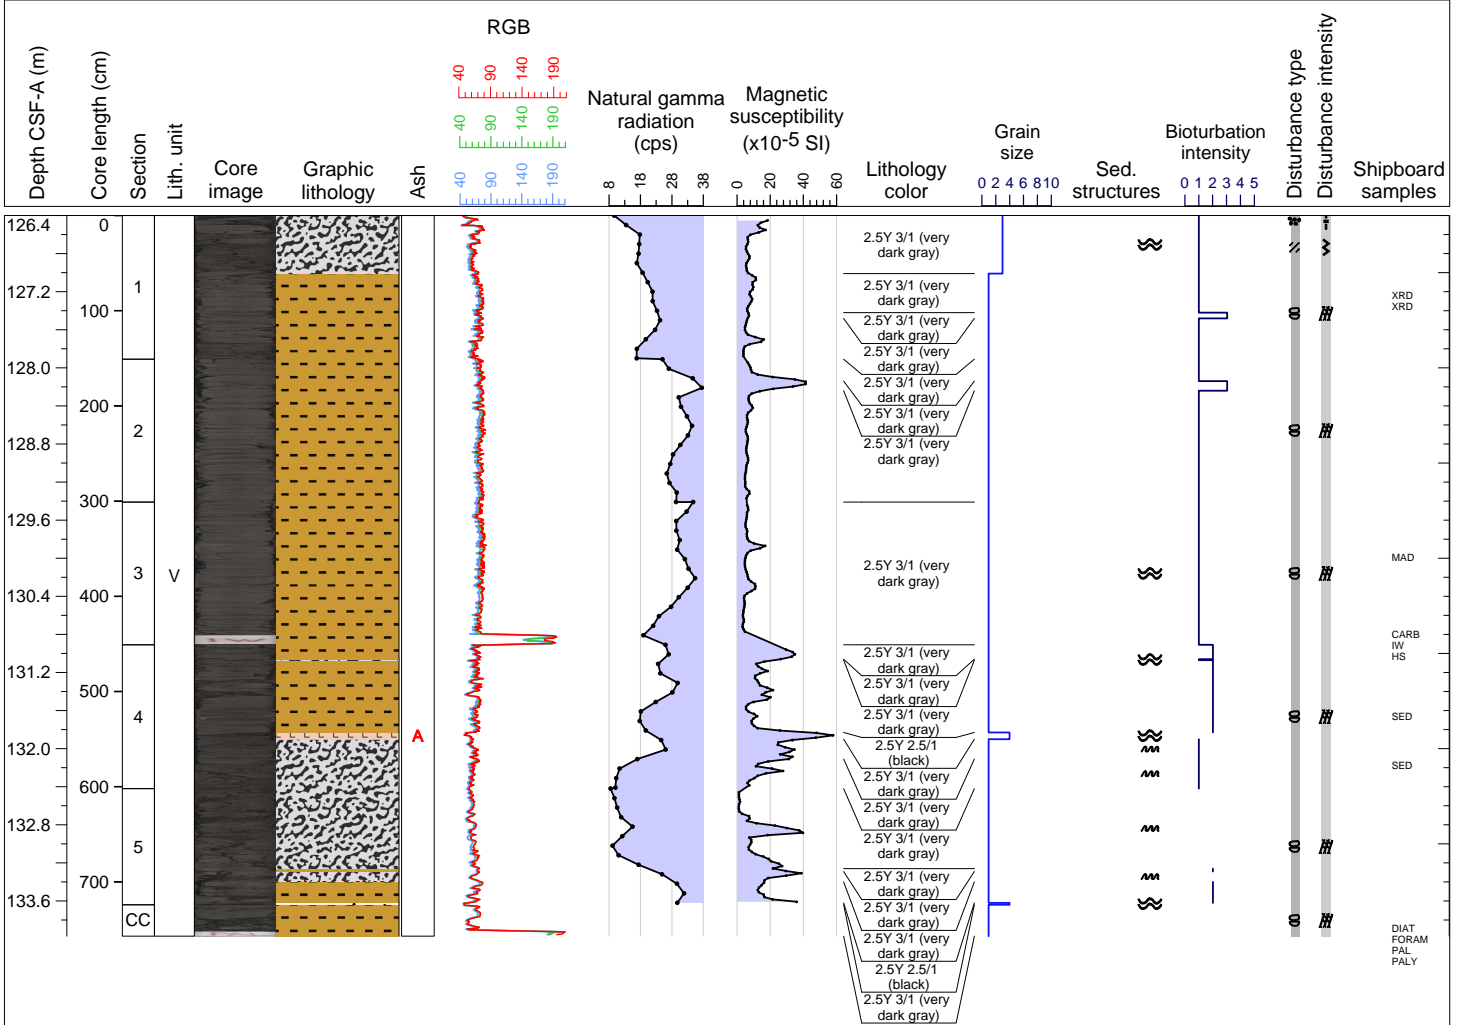 Depth CSF-A (m)
Core length (cm)
Section
Lith. unit
Core
image
Graphic
lithology
Ash
RGB
40 90 140 190
40 90 140 190
40 90 140 190
Natural gamma
radiation
(cps)
8 18 28 38
Magnetic
susceptibility
(x10-5 SI)
0 20 40 60
Lithology
color
Grain
size
0 2 4 6 8 10
Sed.
structures
Bioturbation
intensity
0 1 2 3 4 5
Disturbance type
Disturbance intensity
Shipboard
samples
126.4
127.2
128.0
128.8
129.6
130.4
131.2
132.0
132.8
133.6
0
100
200
300
400
500
600
700
1
2
3
4
5
CC
V
A
2.5Y 3/1 (very
dark gray)
2.5Y 3/1 (very
dark gray)
2.5Y 3/1 (very
dark gray)
2.5Y 3/1 (very
dark gray)
2.5Y 3/1 (very
dark gray)
2.5Y 3/1 (very
dark gray)
2.5Y 3/1 (very
dark gray)
2.5Y 3/1 (very
dark gray)
2.5Y 3/1 (very
dark gray)
2.5Y 3/1 (very
dark gray)
2.5Y 3/1 (very
dark gray)
2.5Y 2.5/1
(black)
2.5Y 3/1 (very
dark gray)
2.5Y 3/1 (very
dark gray)
2.5Y 3/1 (very
dark gray)
2.5Y 3/1 (very
dark gray)
2.5Y 3/1 (very
dark gray)
2.5Y 3/1 (very
dark gray)
2.5Y 2.5/1
(black)
2.5Y 3/1 (very
dark gray)
XRD
XRD
MAD
CARB
IW
HS
SED
SED
DIAT
FORAM
PAL
PALY